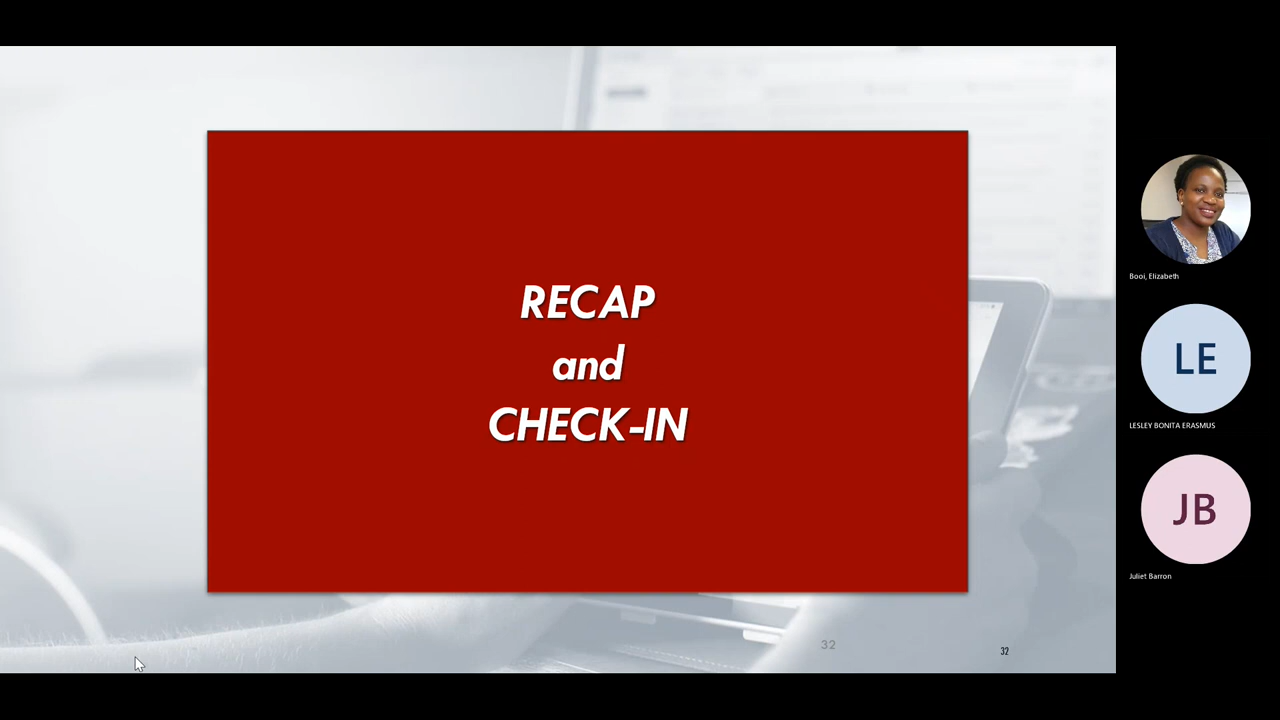 RECAP
and
CHECK-IN
32
32
Booi, Elizabeth
LE
LESLEY BONITA ERASMUS
JB
Juliet Barron